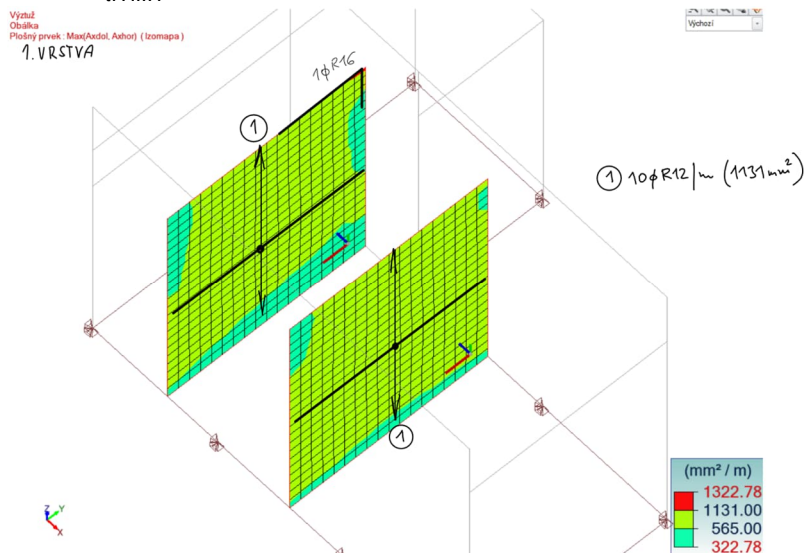 Výztuž
Obálka
Plošný prvek : Max(Axdol, Axhor) ( Izomapa )
1. VRSTVA
Výchozí
1ϕR16
1
① 10ϕR12/m (1131mm²)
1
(mm² / m)
1322.78
1131.00
565.00
322.78
Z
Y
X